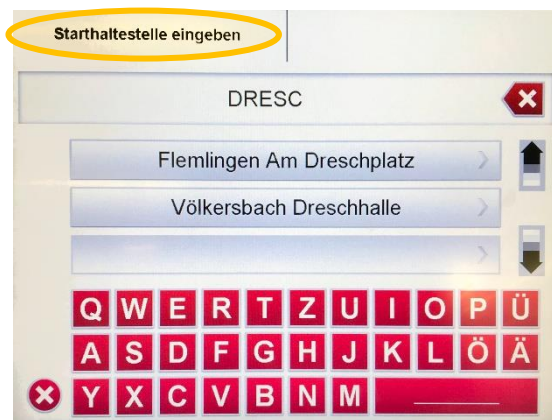 Starthaltestelle eingeben
DRESC
Flemlingen Am Dreschplatz
Völkersbach Dreschhalle
Q W E R T Z U I O P Ü
A S D F G H J K L Ö Ä
Y X C V B N M